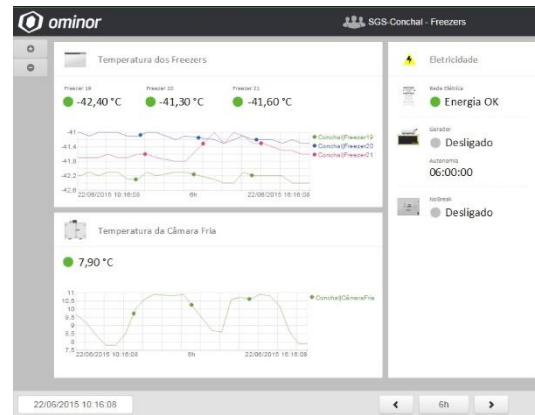 ominor
SGS-Conchal - Freezers
Temperatura dos Freezers
Freezer 19
Freezer 20
Freezer 21
-42,40 °C
-41,30 °C
-41,60 °C
-41
-41,4
-41,8
-42,2
-42,8
Conchal|Freezer19
Conchal|Freezer20
Conchal|Freezer21
22/06/2015 10:16:08
6h
22/06/2015 16:16:08
Temperatura da Câmara Fria
7,90 °C
11
10,5
10
9,5
9
8,5
8
7,5
Conchal|CâmaraFria
22/06/2015 10:16:08
6h
22/06/2015 16:16:08
Eletricidade
Rede Elétrica
Energia OK
Gerador
Desligado
Autonomia
06:00:00
NoBreak
Desligado
22/06/2015 10:16:08
6h